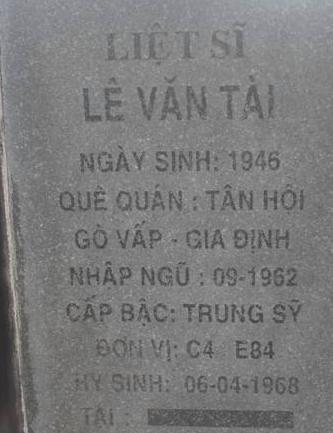 LIỆT SĨ
LÊ VĂN TÀI
NGÀY SINH: 1946
QUÊ QUÁN : TÂN HÔI
GÒ VẤP - GIA ĐỊNH
NHẬP NGŨ : 09-1962
CẤP BẬC: TRUNG SỸ
ĐƠN VỊ: C4 E84
HY SINH: 06-04-1968
TẠI :